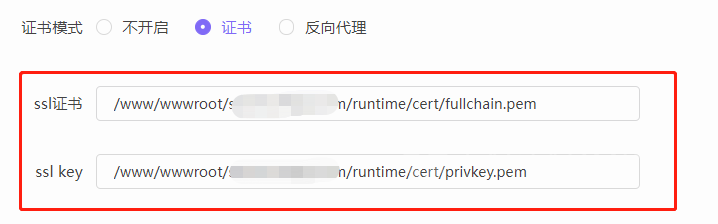 证书模式 不开启 证书 反向代理
ssl证书 /www/wwwroot/s m/runtime/cert/fullchain.pem
ssl key /www/wwwroot/s m/runtime/cert/privkey.pem